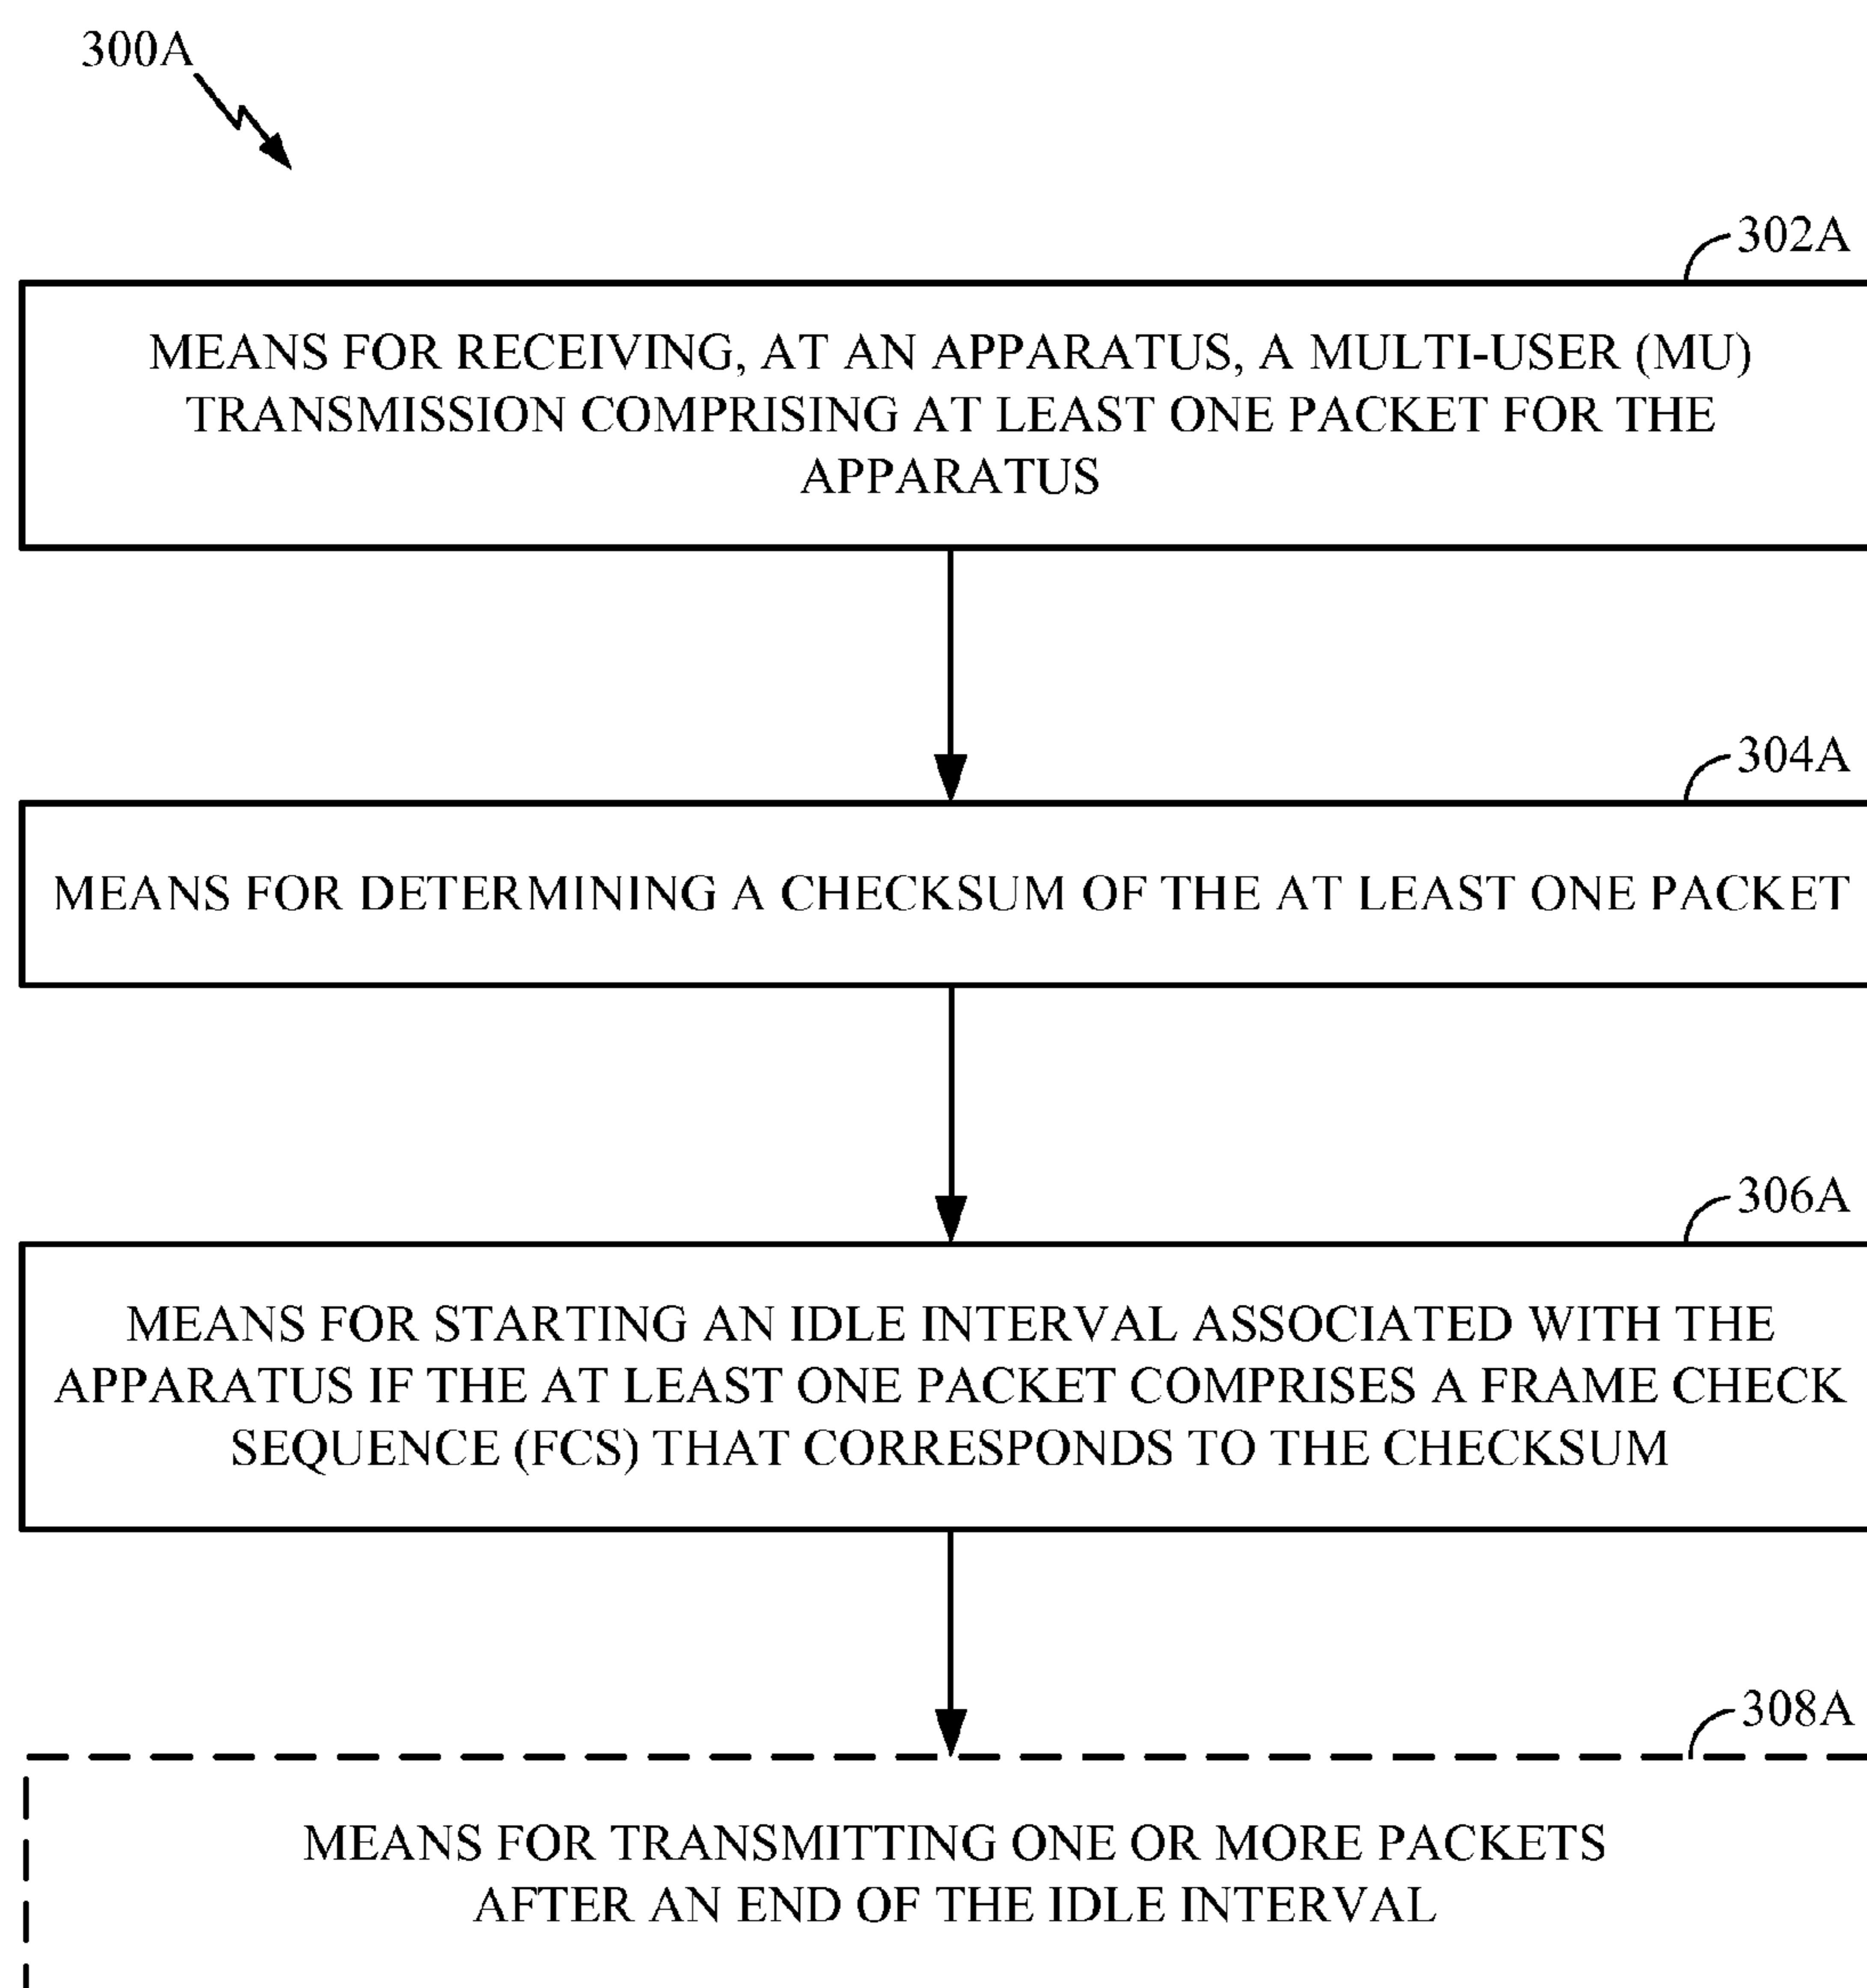 300A
302A
MEANS FOR RECEIVING, AT AN APPARATUS, A MULTI-USER (MU)
TRANSMISSION COMPRISING AT LEAST ONE PACKET FOR THE
APPARATUS
304A
MEANS FOR DETERMINING A CHECKSUM OF THE AT LEAST ONE PACKET
306A
MEANS FOR STARTING AN IDLE INTERVAL ASSOCIATED WITH THE
APPARATUS IF THE AT LEAST ONE PACKET COMPRISES A FRAME CHECK
SEQUENCE (FCS) THAT CORRESPONDS TO THE CHECKSUM
308A
MEANS FOR TRANSMITTING ONE OR MORE PACKETS
AFTER AN END OF THE IDLE INTERVAL